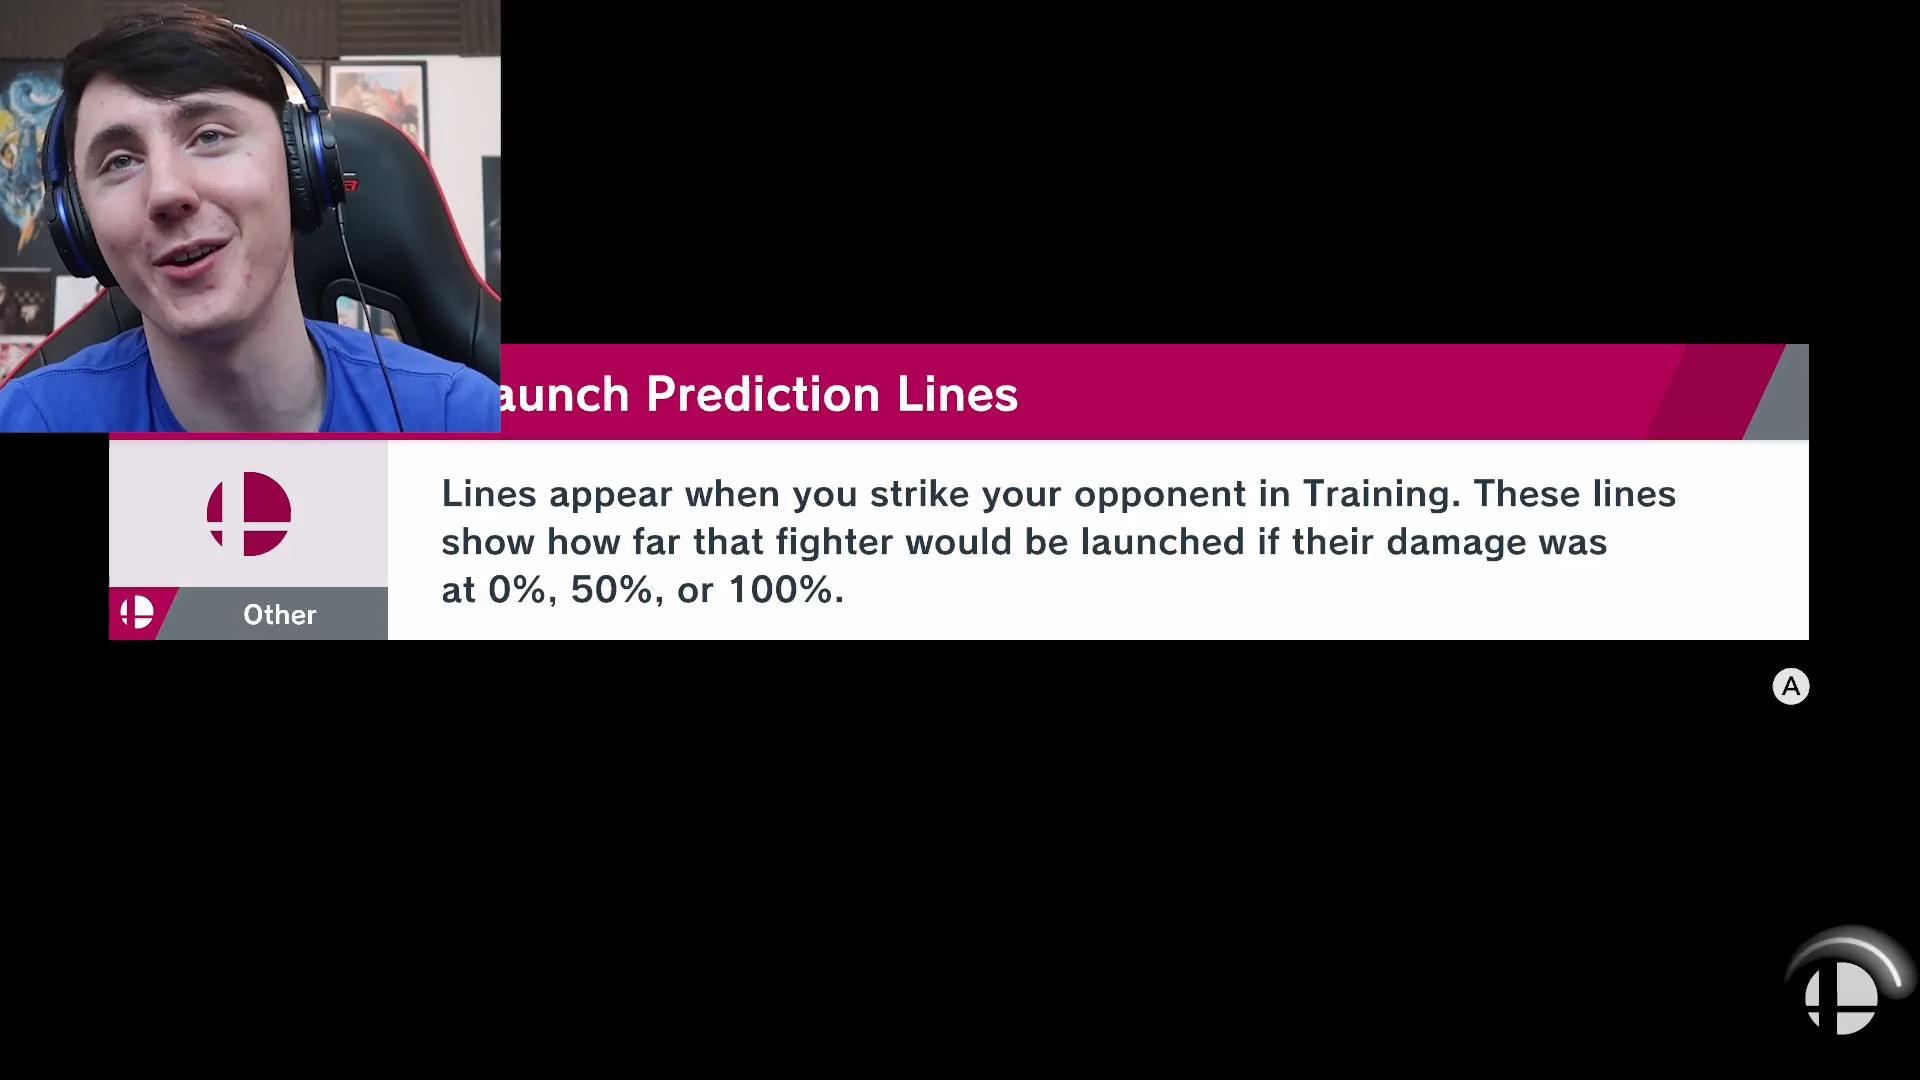 aunch Prediction Lines
Lines appear when you strike your opponent in Training. These lines
show how far that fighter would be launched if their damage was
at 0%, 50%, or 100%.
Other
A